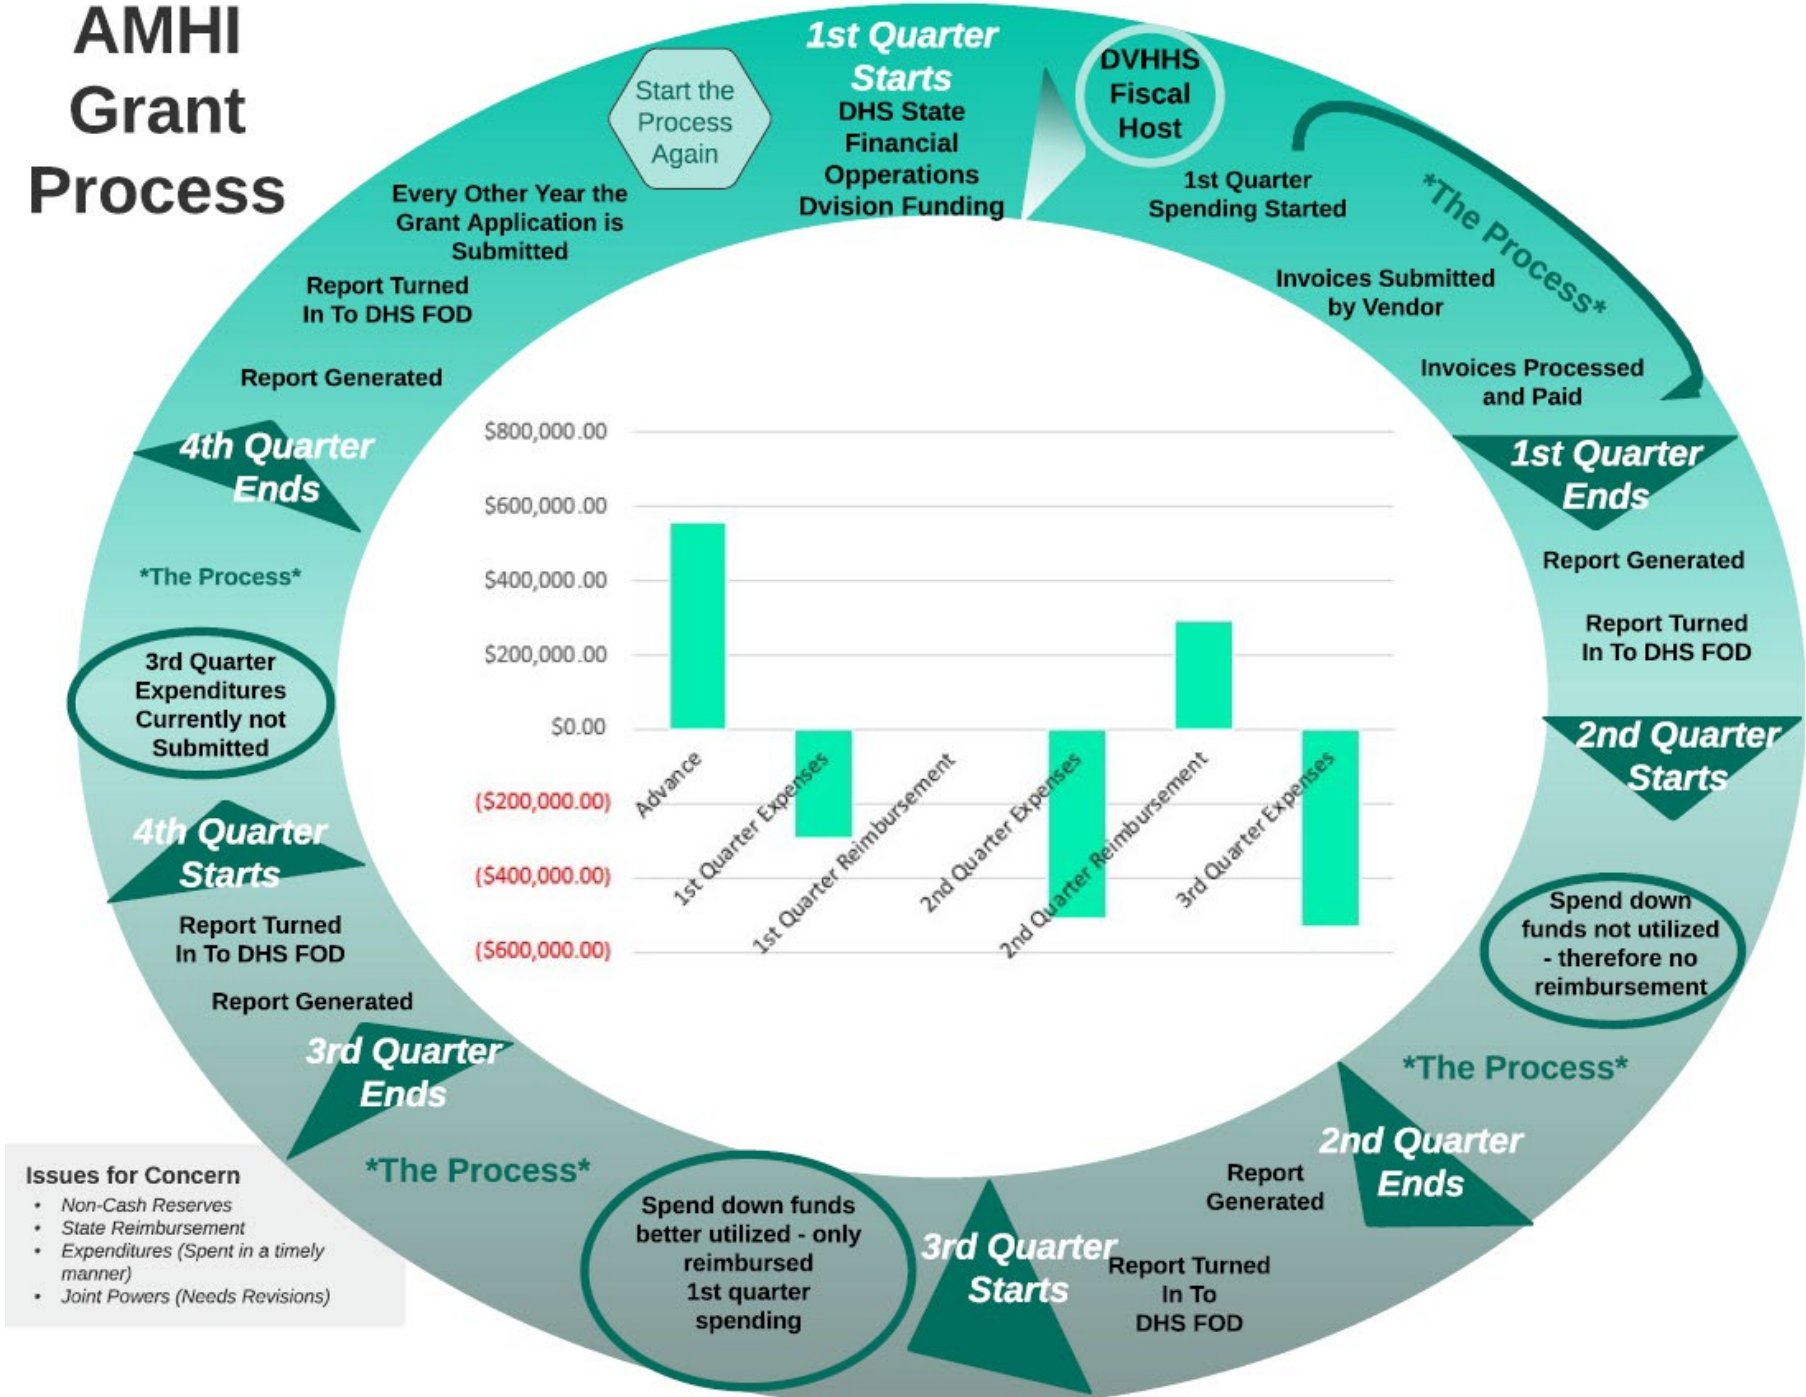 AMHI
Grant
Process
1st Quarter
Starts
DHS State
Financial
Opperations
Dvision Funding
DVHHS
Fiscal
Host
1st Quarter
Spending Started
*The Process*
Invoices Submitted
by Vendor
Invoices Processed
and Paid
1st Quarter
Ends
Report Generated
Report Turned
In To DHS FOD
2nd Quarter
Starts
Spend down
funds not utilized
- therefore no
reimbursement
*The Process*
2nd Quarter
Ends
Report
Generated
Report Turned
In To
DHS FOD
3rd Quarter
Starts
Spend down funds
better utilized - only
reimbursed
1st quarter
spending
*The Process*
3rd Quarter
Ends
Report Generated
Report Turned
In To DHS FOD
4th Quarter
Starts
3rd Quarter
Expenditures
Currently not
Submitted
*The Process*
4th Quarter
Ends
Report Generated
Report Turned
In To DHS FOD
Every Other Year the
Grant Application is
Submitted
Start the
Process
Again
$800,000.00
$600,000.00
$400,000.00
$200,000.00
$0.00
($200,000.00)
($400,000.00)
($600,000.00)
Advance
1st Quarter Expenses
1st Quarter Reimbursement
2nd Quarter Expenses
2nd Quarter Reimbursement
3rd Quarter Expenses
Issues for Concern
• Non-Cash Reserves
• State Reimbursement
• Expenditures (Spent in a timely
manner)
• Joint Powers (Needs Revisions)